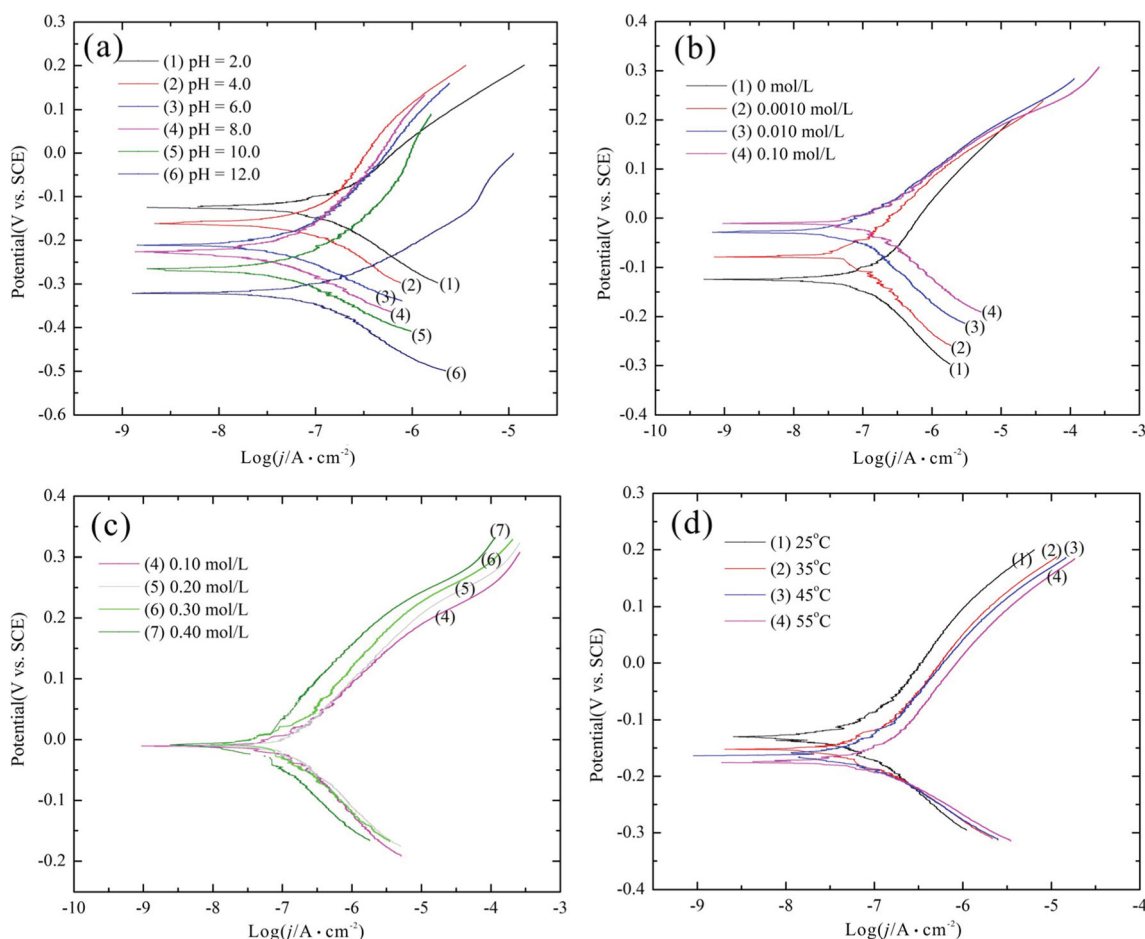 (a)
(1) pH = 2.0
(2) pH = 4.0
(3) pH = 6.0
(4) pH = 8.0
(5) pH = 10.0
(6) pH = 12.0
0.3
0.2
0.1
0.0
-0.1
-0.2
-0.3
-0.4
-0.5
-0.6
Potential(V vs. SCE)
(1)
(2)
(3)
(4)
(5)
(6)
-9
-8
-7
-6
-5
-4
Log(j/A·cm⁻²)
(b)
(1) 0 mol/L
(2) 0.0010 mol/L
(3) 0.010 mol/L
(4) 0.10 mol/L
0.4
0.3
0.2
0.1
0.0
-0.1
-0.2
-0.3
-0.4
Potential(V vs. SCE)
(4)
(3)
(2)
(1)
-10
-9
-8
-7
-6
-5
-4
-3
Log(j/A·cm⁻²)
(c)
(4) 0.10 mol/L
(5) 0.20 mol/L
(6) 0.30 mol/L
(7) 0.40 mol/L
0.4
0.3
0.2
0.1
0.0
-0.1
-0.2
Potential(V vs. SCE)
(7)
(6)
(5)
(4)
-10
-9
-8
-7
-6
-5
-4
-3
Log(j/A·cm⁻²)
(d)
(1) 25°C
(2) 35°C
(3) 45°C
(4) 55°C
0.3
0.2
0.1
0.0
-0.1
-0.2
-0.3
-0.4
Potential(V vs. SCE)
(1)
(2)
(3)
(4)
-9
-8
-7
-6
-5
-4
Log(j/A·cm⁻²)